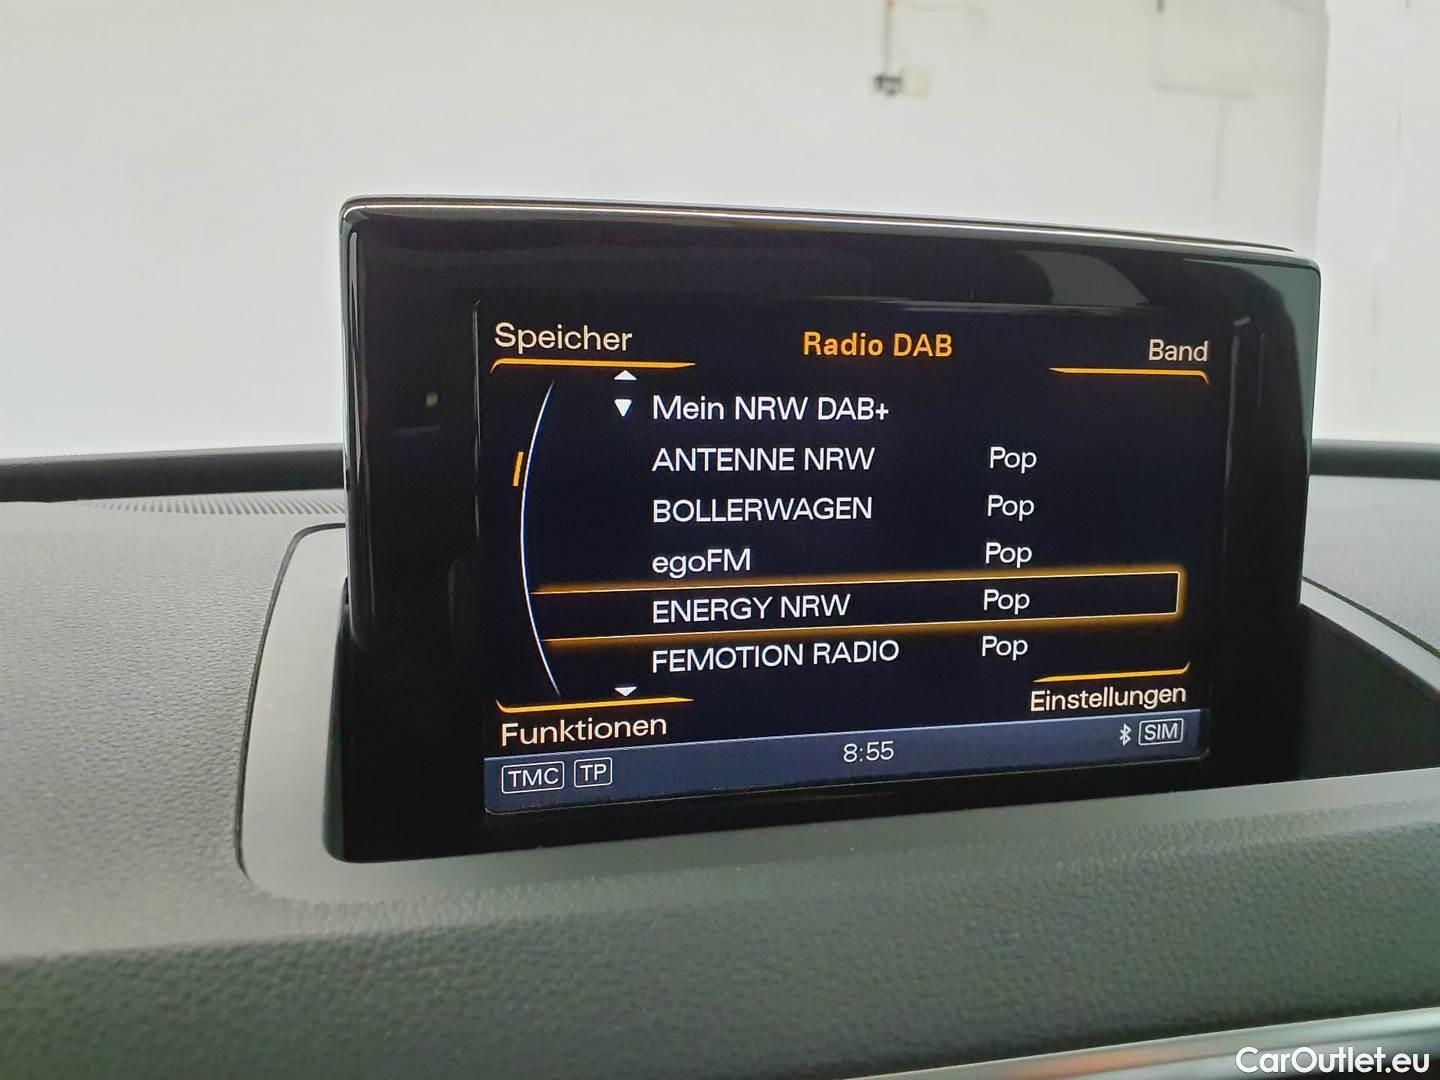 Speicher Radio DAB Band
Mein NRW DAB+
ANTENNE NRW Pop
BOLLERWAGEN Pop
egoFM Pop
ENERGY NRW Pop
FEMOTION RADIO Pop
Funktionen Einstellungen
TMC TP 8:55 SIM
CarOutlet.eu